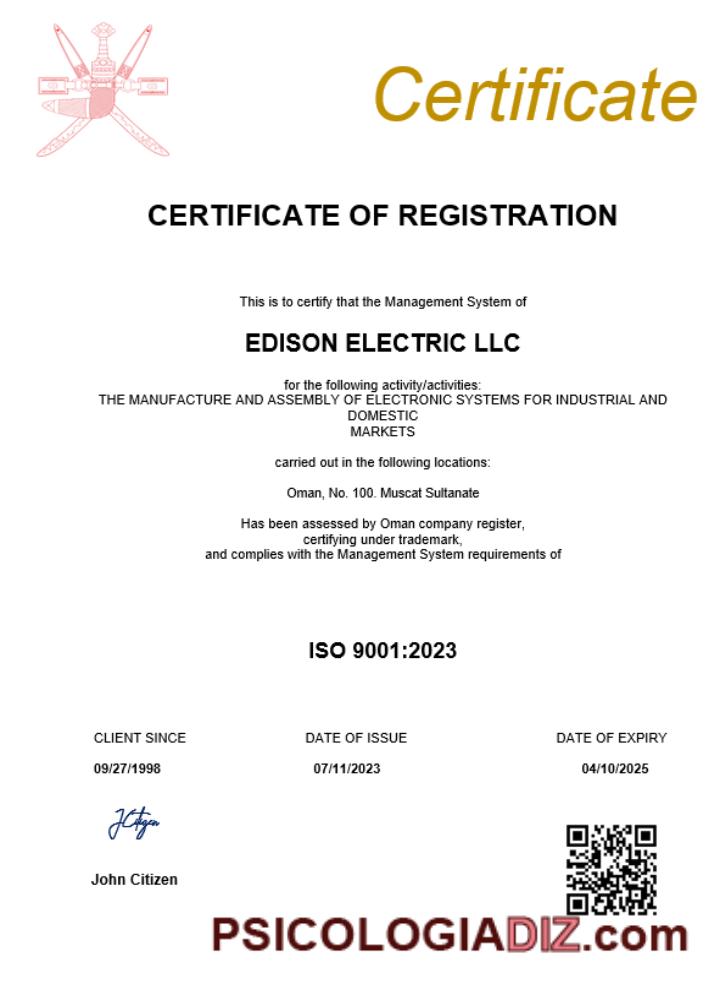 Certificate
CERTIFICATE OF REGISTRATION
This is to certify that the Management System of
EDISON ELECTRIC LLC
for the following activity/activities:
THE MANUFACTURE AND ASSEMBLY OF ELECTRONIC SYSTEMS FOR INDUSTRIAL AND
DOMESTIC
MARKETS
carried out in the following locations:
Oman, No. 100. Muscat Sultanate
Has been assessed by Oman company register,
certifying under trademark,
and complies with the Management System requirements of
ISO 9001:2023
CLIENT SINCE DATE OF ISSUE DATE OF EXPIRY
09/27/1998 07/11/2023 04/10/2025
JCitizen
John Citizen
PSICOLOGIADIZ.com